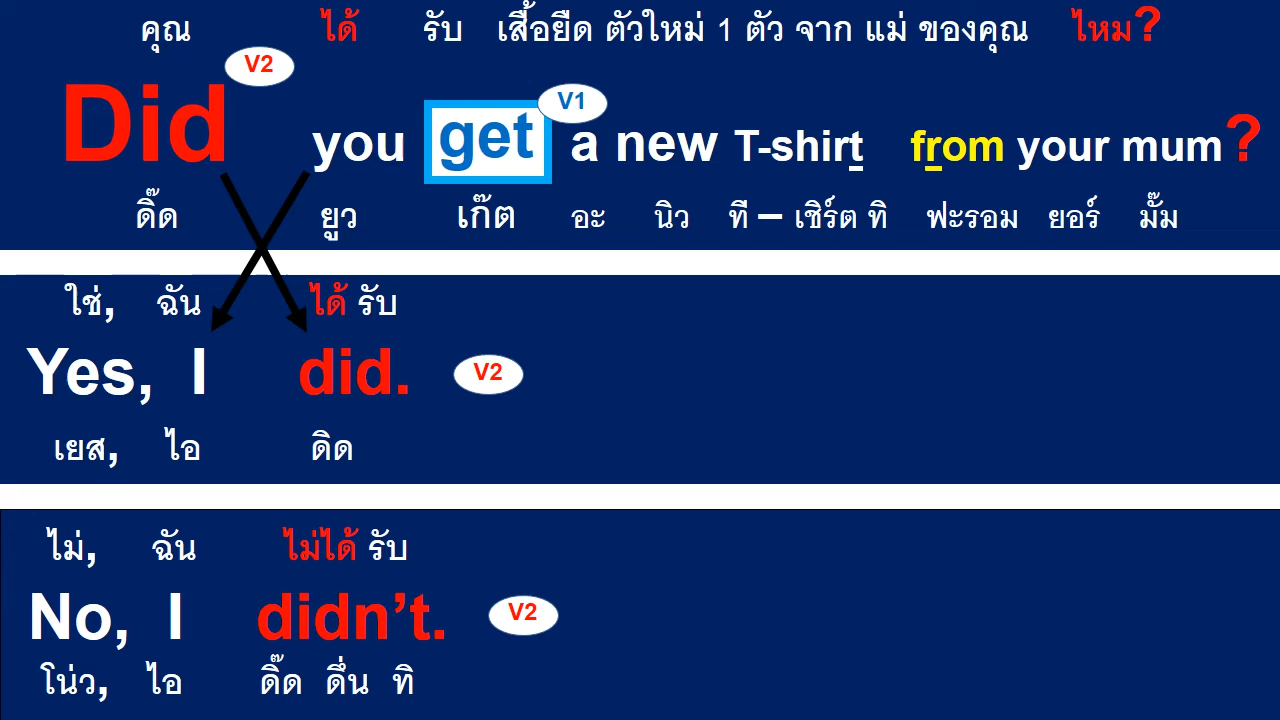 คุณ ได้ รับ เสื้อยืด ตัวใหม่ 1 ตัว จาก แม่ ของคุณ ไหม?
V2
V1
Did you get a new T-shirt from your mum?
ดิ๊ด ยูว เก๊ต อะ นิว ที – เชิร์ต ทิ ฟะรอม ยอร์ มั๊ม
ใช่, ฉัน ได้ รับ
Yes, I did. V2
เยส, ไอ ดิด
ไม่, ฉัน ไม่ได้ รับ
No, I didn’t. V2
โน่ว, ไอ ดิ๊ด ดึ่น ทิ